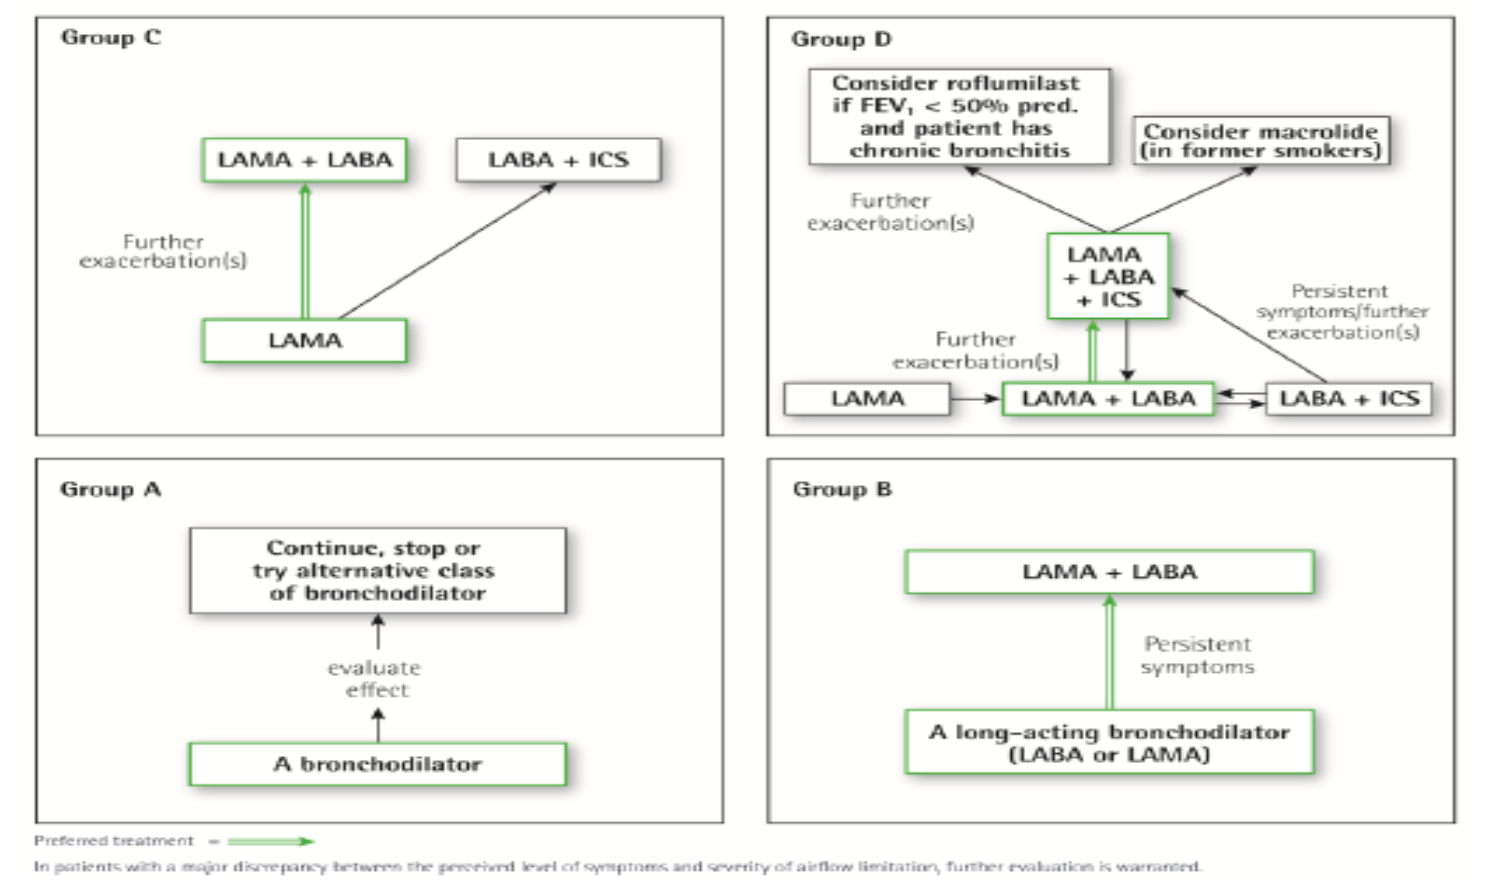 Group C
LAMA + LABA
LABA + ICS
Further
exacerbation(s)
LAMA
Group D
Consider roflumilast
if FEV₁ < 50% pred.
and patient has
chronic bronchitis
Consider macrolide
(in former smokers)
Further
exacerbation(s)
LAMA
+ LABA
+ ICS
Persistent
symptoms/further
exacerbation(s)
Further
exacerbation(s)
LAMA
LAMA + LABA
LABA + ICS
Group A
Continue, stop or
try alternative class
of bronchodilator
evaluate
effect
A bronchodilator
Group B
LAMA + LABA
Persistent
symptoms
A long-acting bronchodilator
(LABA or LAMA)
Preferred treatment =
In patients with a major discrepancy between the perceived level of symptoms and severity of airflow limitation, further evaluation is warranted.